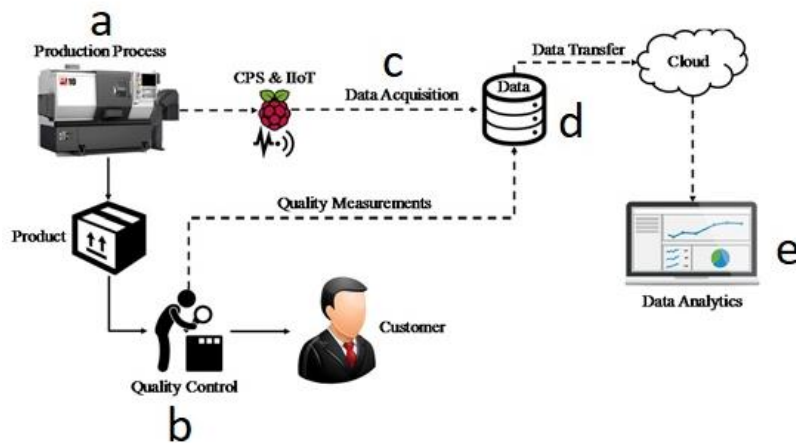 a
Production Process
CPS & IIoT
c
Data Acquisition
Data
d
Data Transfer
Cloud
Product
Quality Measurements
Quality Control
b
Customer
e
Data Analytics